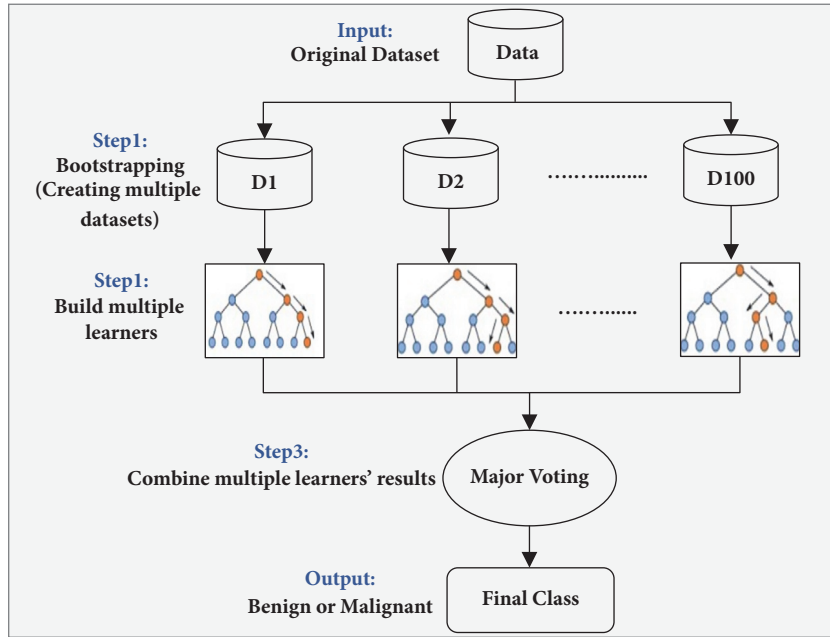 Input:
Original Dataset
Data
Step1:
Bootstrapping
(Creating multiple
datasets)
D1
D2
...................
D100
Step1:
Build multiple
learners
...............
Step3:
Combine multiple learners’ results
Major Voting
Output:
Benign or Malignant
Final Class